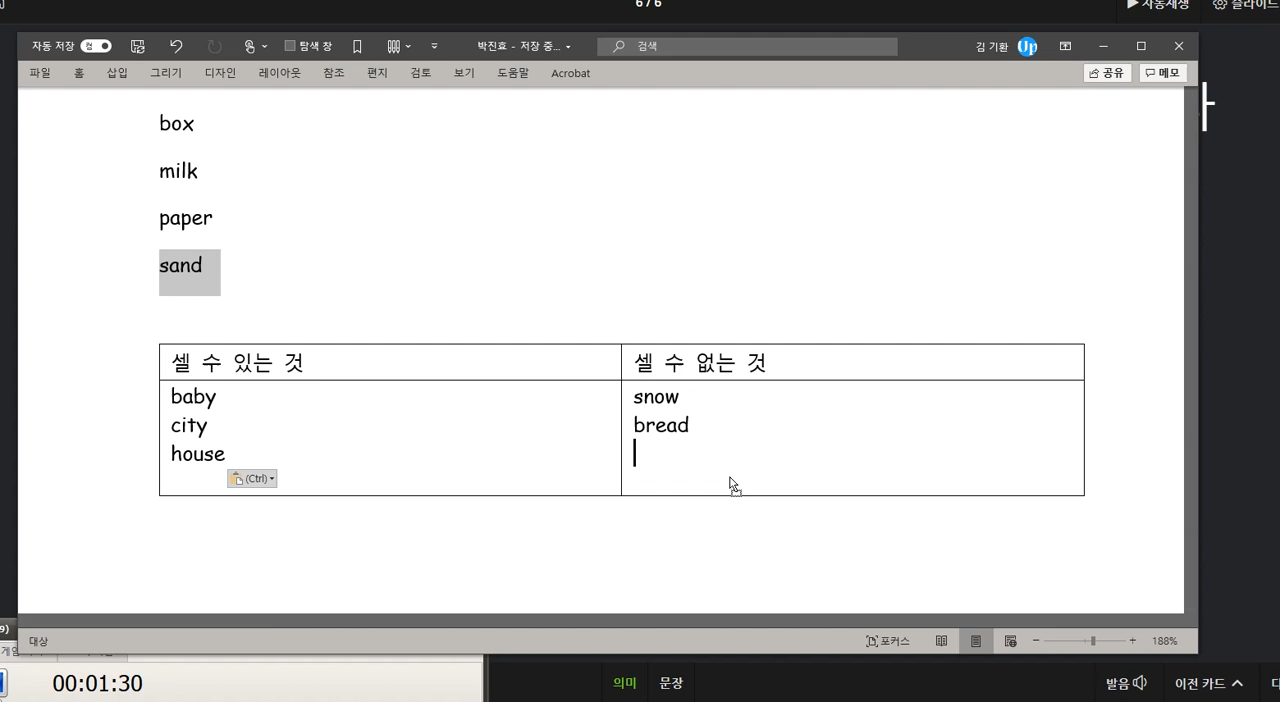 6 / 6
▶ 자동재생
슬라이드
자동 저장 컴
탐색 창
박진효 - 저장 중...
검색
김 기환
Up
파일 홈 삽입 그리기 디자인 레이아웃 참조 편지 검토 보기 도움말 Acrobat
공유
메모
box
milk
paper
sand
셀 수 있는 것 셀 수 없는 것
baby snow
city bread
house
(Ctrl)
대상
포커스
188%
00:01:30
의미 문장
발음
이전 카드